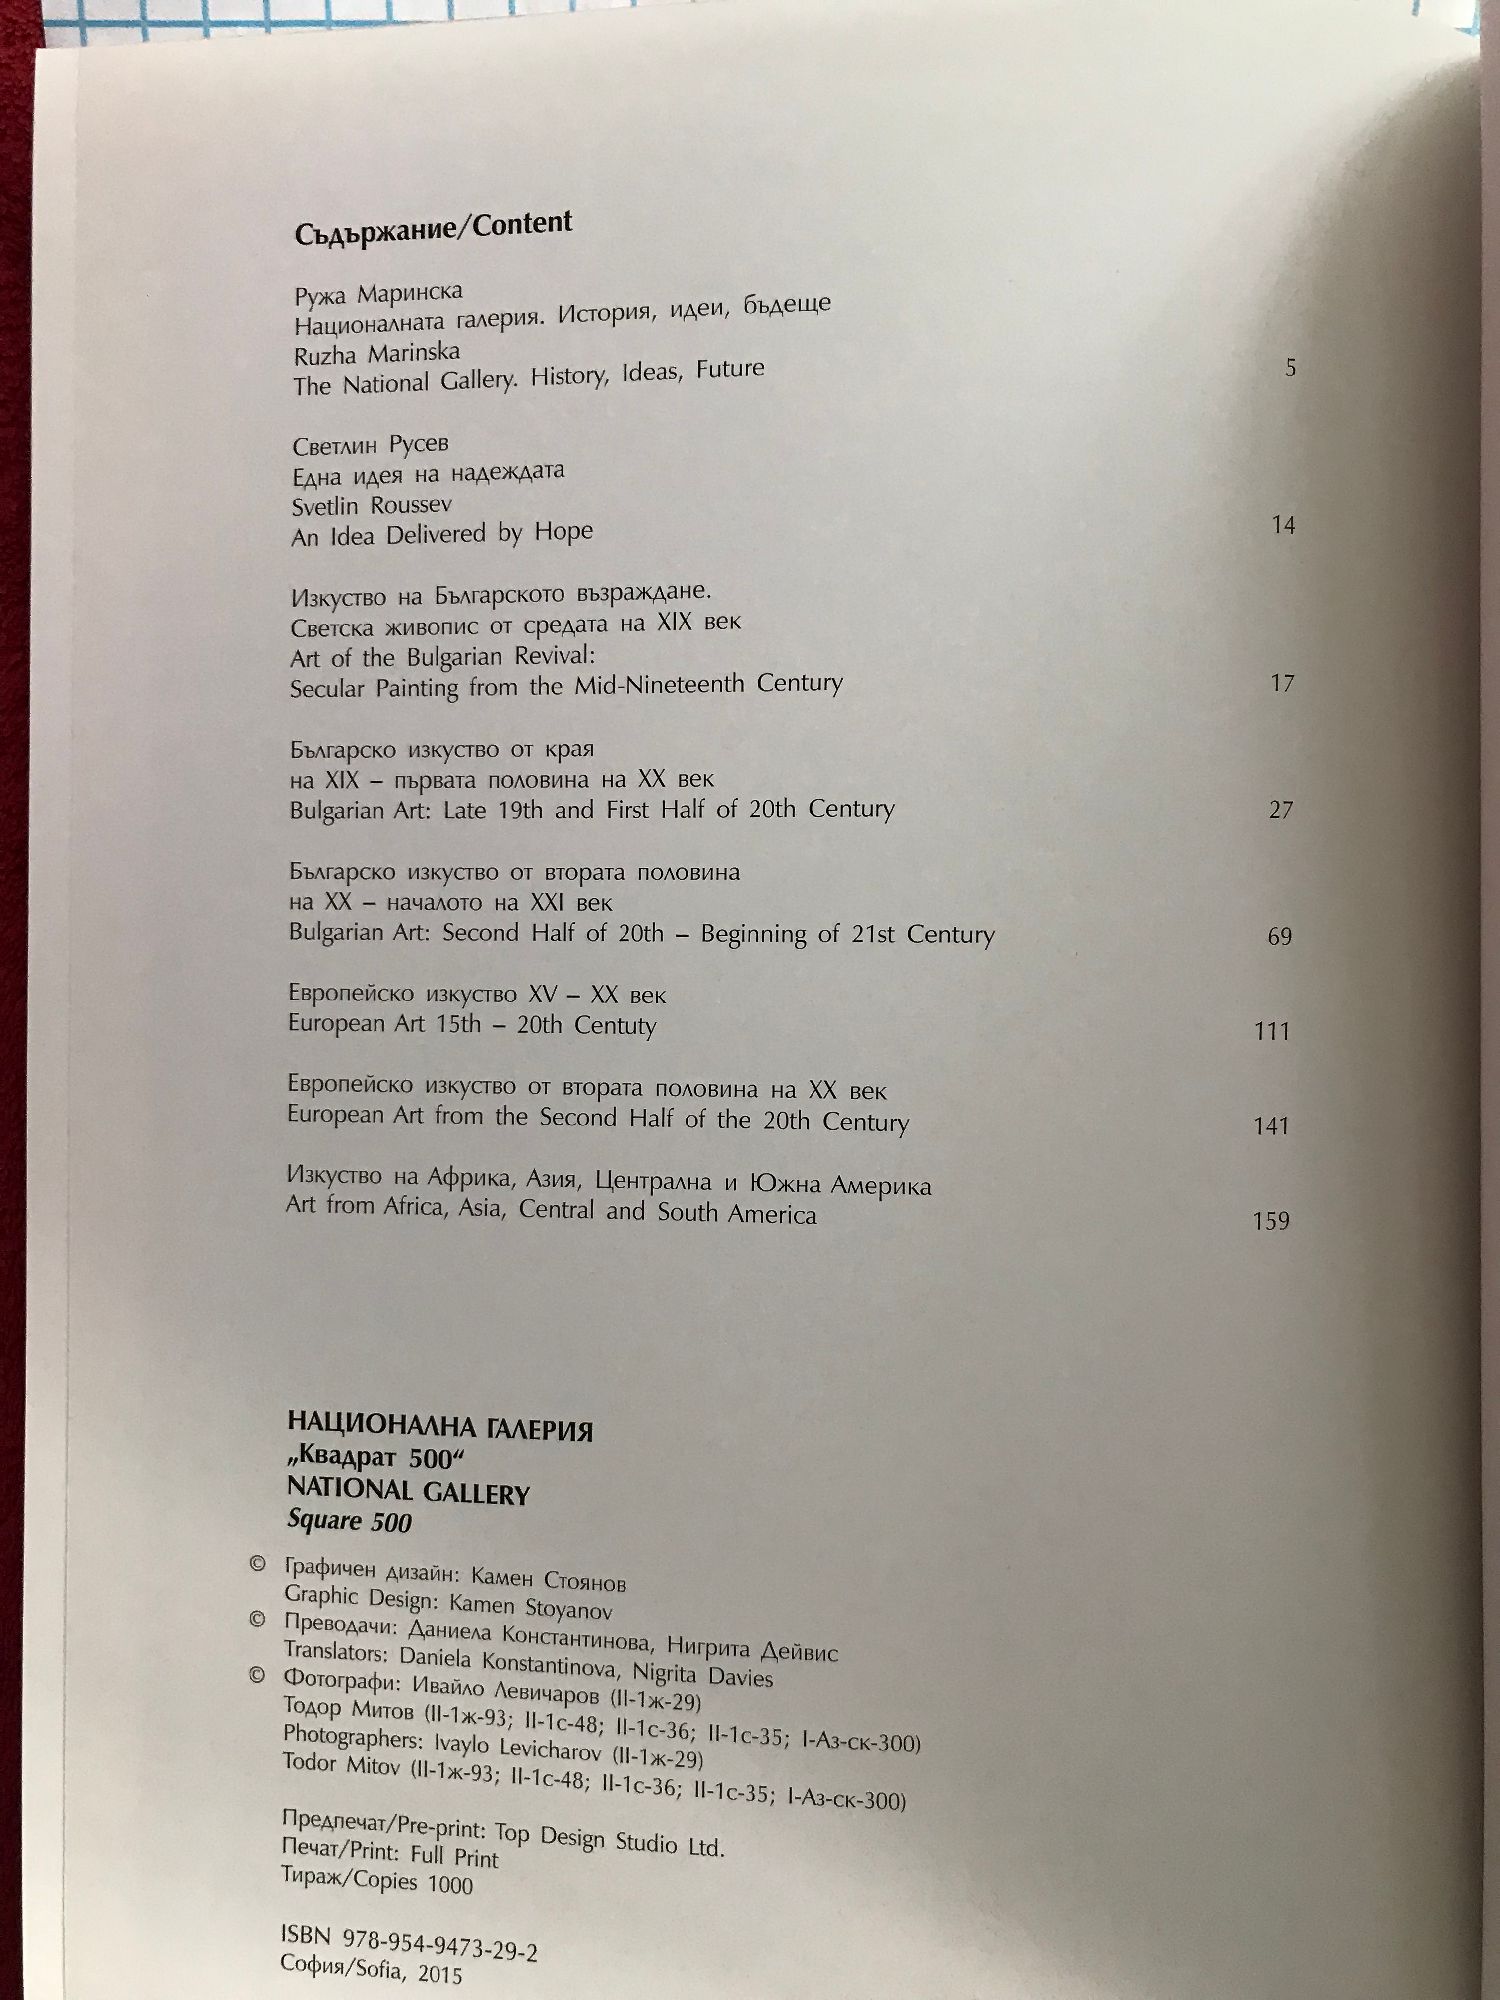 Съдържание/Content
Ружа Маринска
Националната галерия. История, идеи, бъдеще
Ruzha Marinska
The National Gallery. History, Ideas, Future
5
Светлин Русев
Една идея на надеждата
Svetlin Roussev
An Idea Delivered by Hope
14
Изкуство на Българското възраждане.
Светска живопис от средата на XIX век
Art of the Bulgarian Revival:
Secular Painting from the Mid-Nineteenth Century
17
Българско изкуство от края
на XIX – първата половина на XX век
Bulgarian Art: Late 19th and First Half of 20th Century
27
Българско изкуство от втората половина
на XX – началото на XXI век
Bulgarian Art: Second Half of 20th – Beginning of 21st Century
69
Европейско изкуство XV – XX век
European Art 15th – 20th Centuty
111
Европейско изкуство от втората половина на XX век
European Art from the Second Half of the 20th Century
141
Изкуство на Африка, Азия, Централна и Южна Америка
Art from Africa, Asia, Central and South America
159
НАЦИОНАЛНА ГАЛЕРИЯ
„Квадрат 500“
NATIONAL GALLERY
Square 500
© Графичен дизайн: Камен Стоянов
Graphic Design: Kamen Stoyanov
© Преводачи: Даниела Константинова, Нигрита Дейвис
Translators: Daniela Konstantinova, Nigrita Davies
© Фотографи: Ивайло Левичаров (II-1ж-29)
Тодор Митов (II-1ж-93; II-1с-48; II-1с-36; II-1с-35; I-Аз-ск-300)
Photographers: Ivaylo Levicharov (II-1ж-29)
Todor Mitov (II-1ж-93; II-1с-48; II-1с-36; II-1с-35; I-Аз-ск-300)
Предпечат/Pre-print: Top Design Studio Ltd.
Печат/Print: Full Print
Тираж/Copies 1000
ISBN 978-954-9473-29-2
София/Sofia, 2015